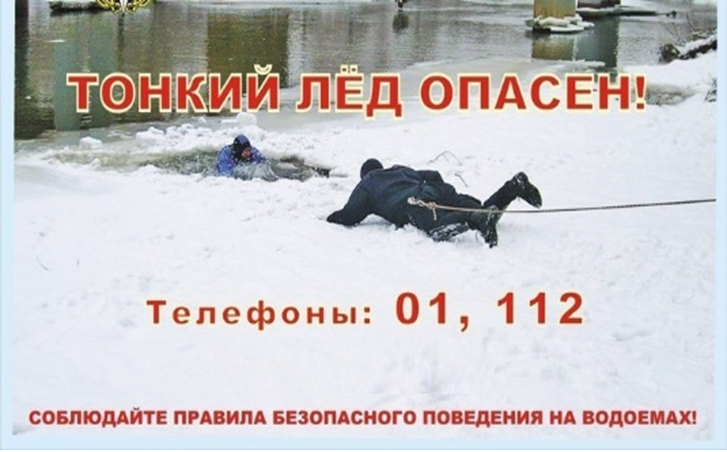 ТОНКИЙ ЛЁД ОПАСЕН!
Телефоны: 01, 112
СОБЛЮДАЙТЕ ПРАВИЛА БЕЗОПАСНОГО ПОВЕДЕНИЯ НА ВОДОЕМАХ!